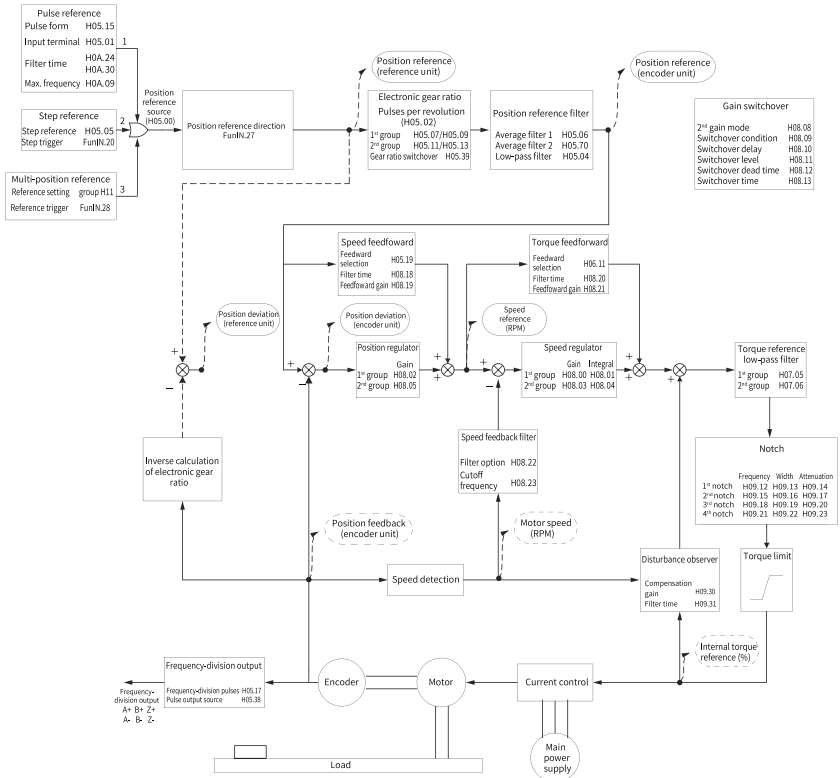 Pulse reference
Pulse form H05.15
Input terminal H05.01
Filter time H0A.24
H0A.30
Max. frequency H0A.09
1
Step reference
Step reference H05.05
Step trigger FunIN.20
2
Multi-position reference
Reference setting group H11
Reference trigger FunIN.28
3
Position
reference
source
(H05.00)
Position reference direction
FunIN.27
Position reference
(reference unit)
Electronic gear ratio
Pulses per revolution
(H05.02)
1st group H05.07/H05.09
2nd group H05.11/H05.13
Gear ratio switchover H05.39
Position reference filter
Average filter 1 H05.06
Average filter 2 H05.70
Low-pass filter H05.04
Position reference
(encoder unit)
Gain switchover
2nd gain mode H08.08
Switchover condition H08.09
Switchover delay H08.10
Switchover level H08.11
Switchover dead time H08.12
Switchover time H08.13
Speed feedfoward
Feedward
selection H05.19
Filter time H08.18
Feedfoward gain H08.19
Torque feedforward
Feedward
selection H06.11
Filter time H08.20
Feedfoward gain H08.21
+
−
Position deviation
(reference unit)
+
−
Position deviation
(encoder unit)
Position regulator
Gain
1st group H08.02
2nd group H08.05
+
+
Speed
reference
(RPM)
+
−
Speed regulator
Gain Integral
1st group H08.00 H08.01
2nd group H08.03 H08.04
+
+
+
+
Torque reference
low-pass filter
1st group H07.05
2nd group H07.06
Inverse calculation
of electronic gear
ratio
Speed feedback filter
Filter option H08.22
Cutoff
frequency H08.23
Notch
Frequency Width Attenuation
1st notch H09.12 H09.13 H09.14
2nd notch H09.15 H09.16 H09.17
3rd notch H09.18 H09.19 H09.20
4th notch H09.21 H09.22 H09.23
Position feedback
(encoder unit)
Motor speed
(RPM)
Speed detection
Disturbance observer
Compensation
gain H09.30
Filter time H09.31
Torque limit
Internal torque
reference (%)
Frequency-division output
Frequency-division pulses H05.17
Pulse output source H05.38
Frequency-
division output
A+ B+ Z+
A- B- Z-
Encoder
Motor
Current control
Main
power
supply
Load